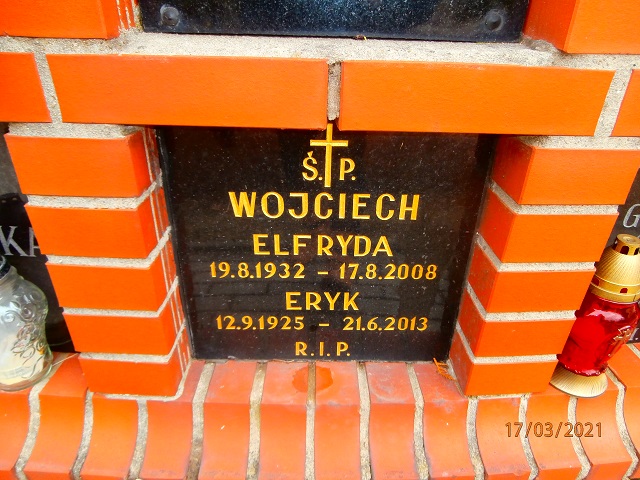 Ś. P.
WOJCIECH
ELFRYDA
19.8.1932 - 17.8.2008
ERYK
12.9.1925 - 21.6.2013
R.I.P.
17/03/2021